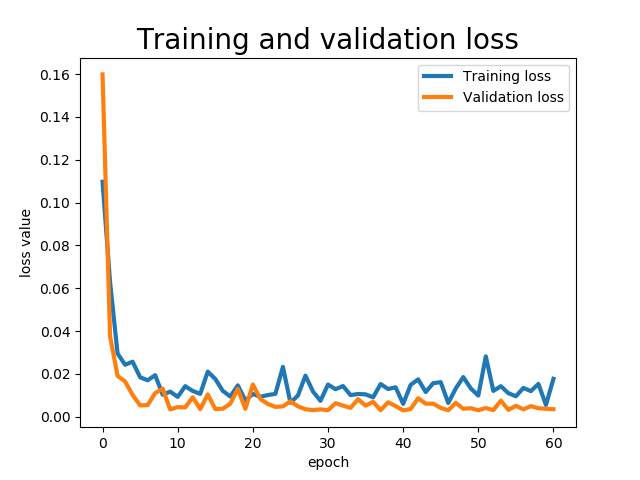 Training and validation loss
0.16
0.14
0.12
0.10
0.08
0.06
0.04
0.02
0.00
loss value
Training loss
Validation loss
0 10 20 30 40 50 60
epoch